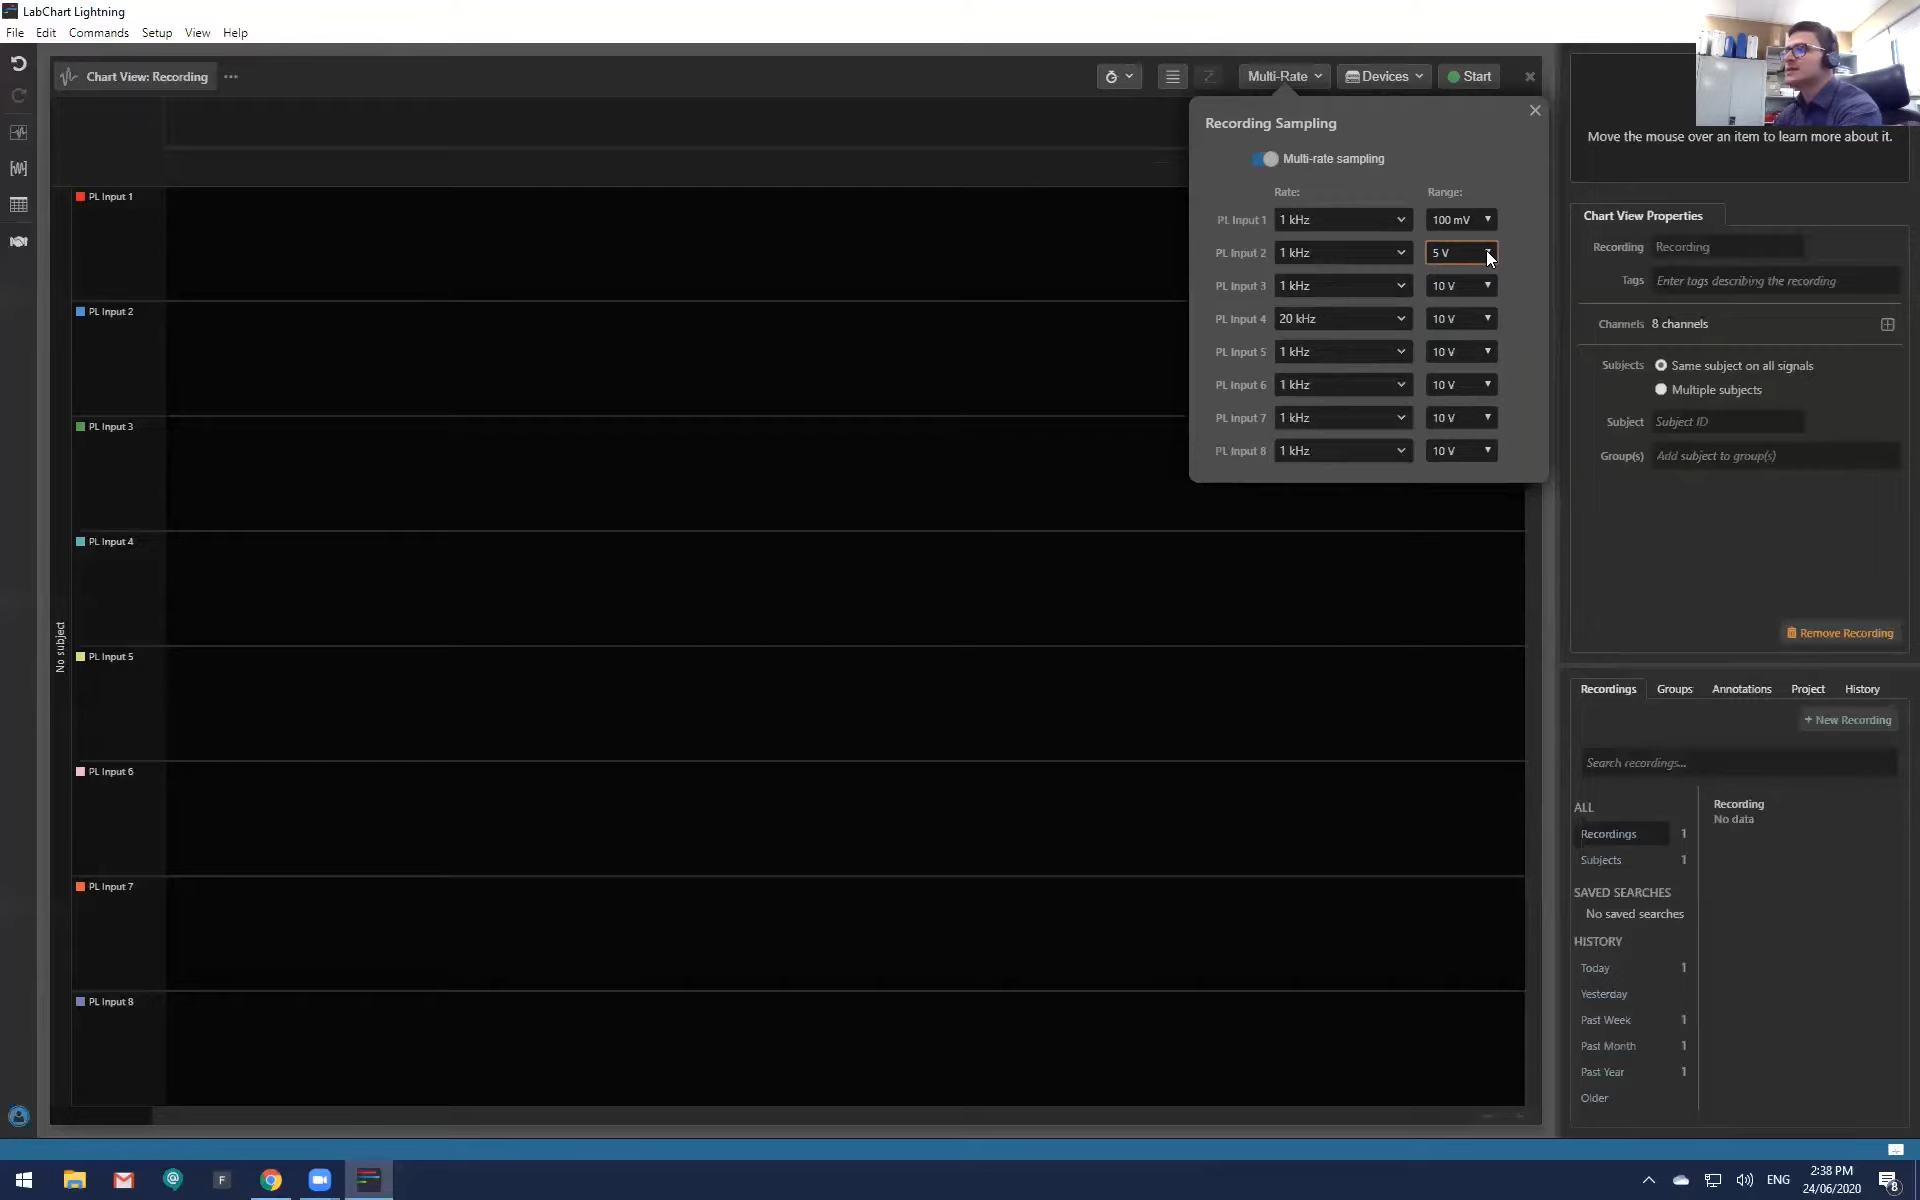 LabChart Lightning
File Edit Commands Setup View Help
Chart View: Recording
Multi-Rate
Devices
Start
Recording Sampling
Multi-rate sampling
Rate: Range:
PL Input 1 1 kHz 100 mV
PL Input 2 1 kHz 5 V
PL Input 3 1 kHz 10 V
PL Input 4 20 kHz 10 V
PL Input 5 1 kHz 10 V
PL Input 6 1 kHz 10 V
PL Input 7 1 kHz 10 V
PL Input 8 1 kHz 10 V
PL Input 1
PL Input 2
PL Input 3
PL Input 4
PL Input 5
PL Input 6
PL Input 7
PL Input 8
No subject
Move the mouse over an item to learn more about it.
Chart View Properties
Recording Recording
Tags Enter tags describing the recording
Channels 8 channels
Subjects Same subject on all signals
Multiple subjects
Subject Subject ID
Group(s) Add subject to group(s)
Remove Recording
Recordings Groups Annotations Project History
+ New Recording
Search recordings...
ALL
Recordings 1
Subjects 1
SAVED SEARCHES
No saved searches
HISTORY
Today 1
Yesterday
Past Week 1
Past Month 1
Past Year 1
Older
Recording
No data
F
ENG
2:38 PM
24/06/2020
8